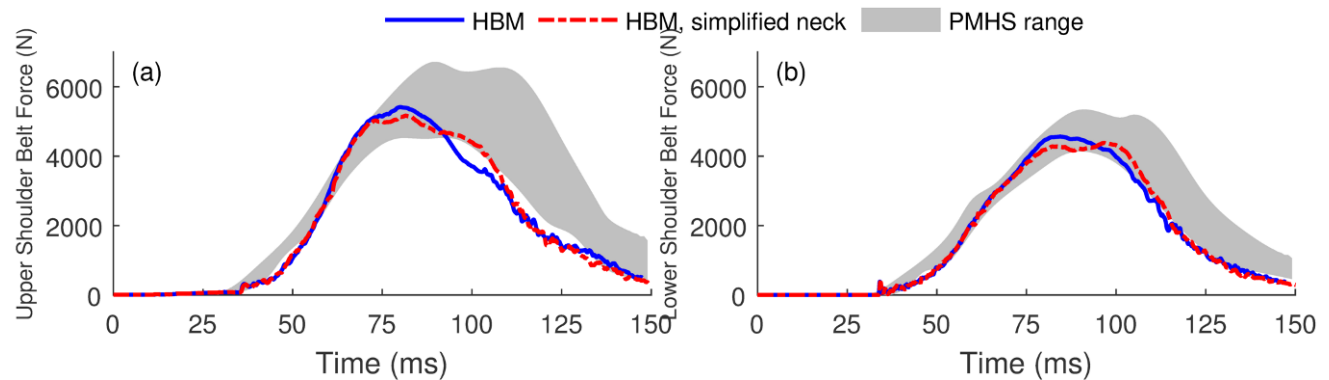 HBM HBM, simplified neck PMHS range
Upper Shoulder Belt Force (N)
(a)
6000
4000
2000
0
0 25 50 75 100 125 150
Time (ms)
Lower Shoulder Belt Force (N)
(b)
6000
4000
2000
0
0 25 50 75 100 125 150
Time (ms)